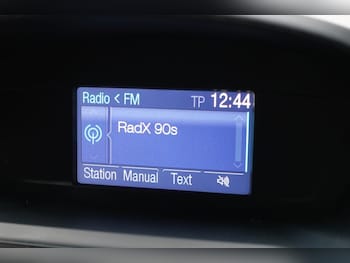 Radio < FM TP 12:44
RadX 90s
Station Manual Text